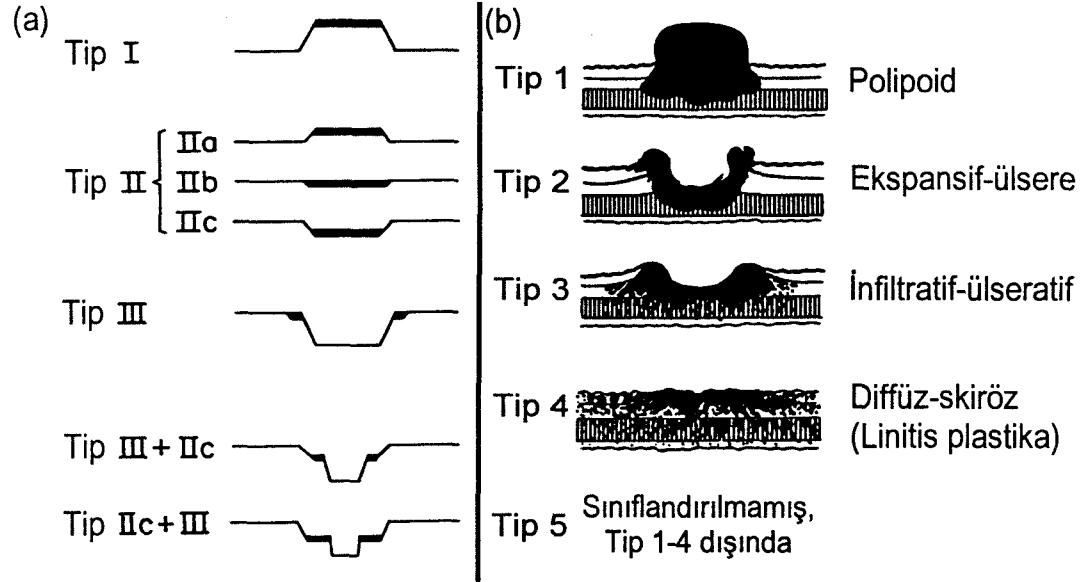 (a)
Tip I
IIa
Tip II
IIb
IIc
Tip III
Tip III + IIc
Tip IIc + III
(b)
Tip 1
Polipoid
Tip 2
Ekspansif-ülsere
Tip 3
İnfiltratif-ülseratif
Tip 4
Diffüz-skiröz
(Linitis plastika)
Tip 5
Sınıflandırılmamış,
Tip 1-4 dışında